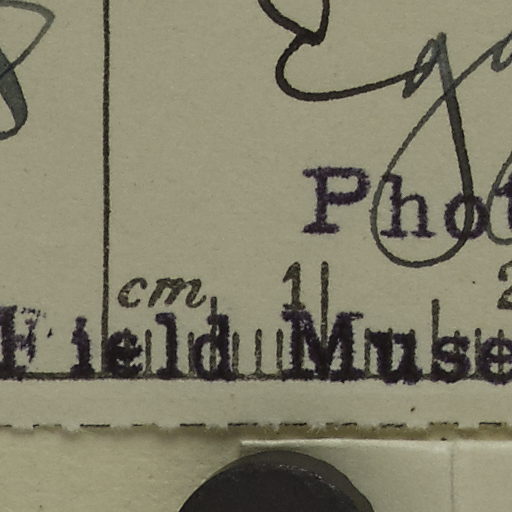 Phot
cm 1 2
Field Muse